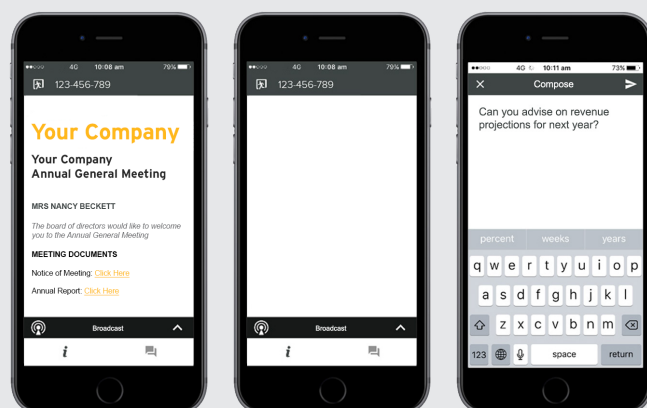 4G 10:08 am 79%
123-456-789
Your Company
Your Company
Annual General Meeting
MRS NANCY BECKETT
The board of directors would like to welcome
you to the Annual General Meeting
MEETING DOCUMENTS
Notice of Meeting: Click Here
Annual Report: Click Here
Broadcast
i
4G 10:08 am 79%
123-456-789
Broadcast
i
4G 10:11 am 73%
Compose
Can you advise on revenue
projections for next year?
percent weeks years
q w e r t y u i o p
a s d f g h j k l
z x c v b n m
123 space return